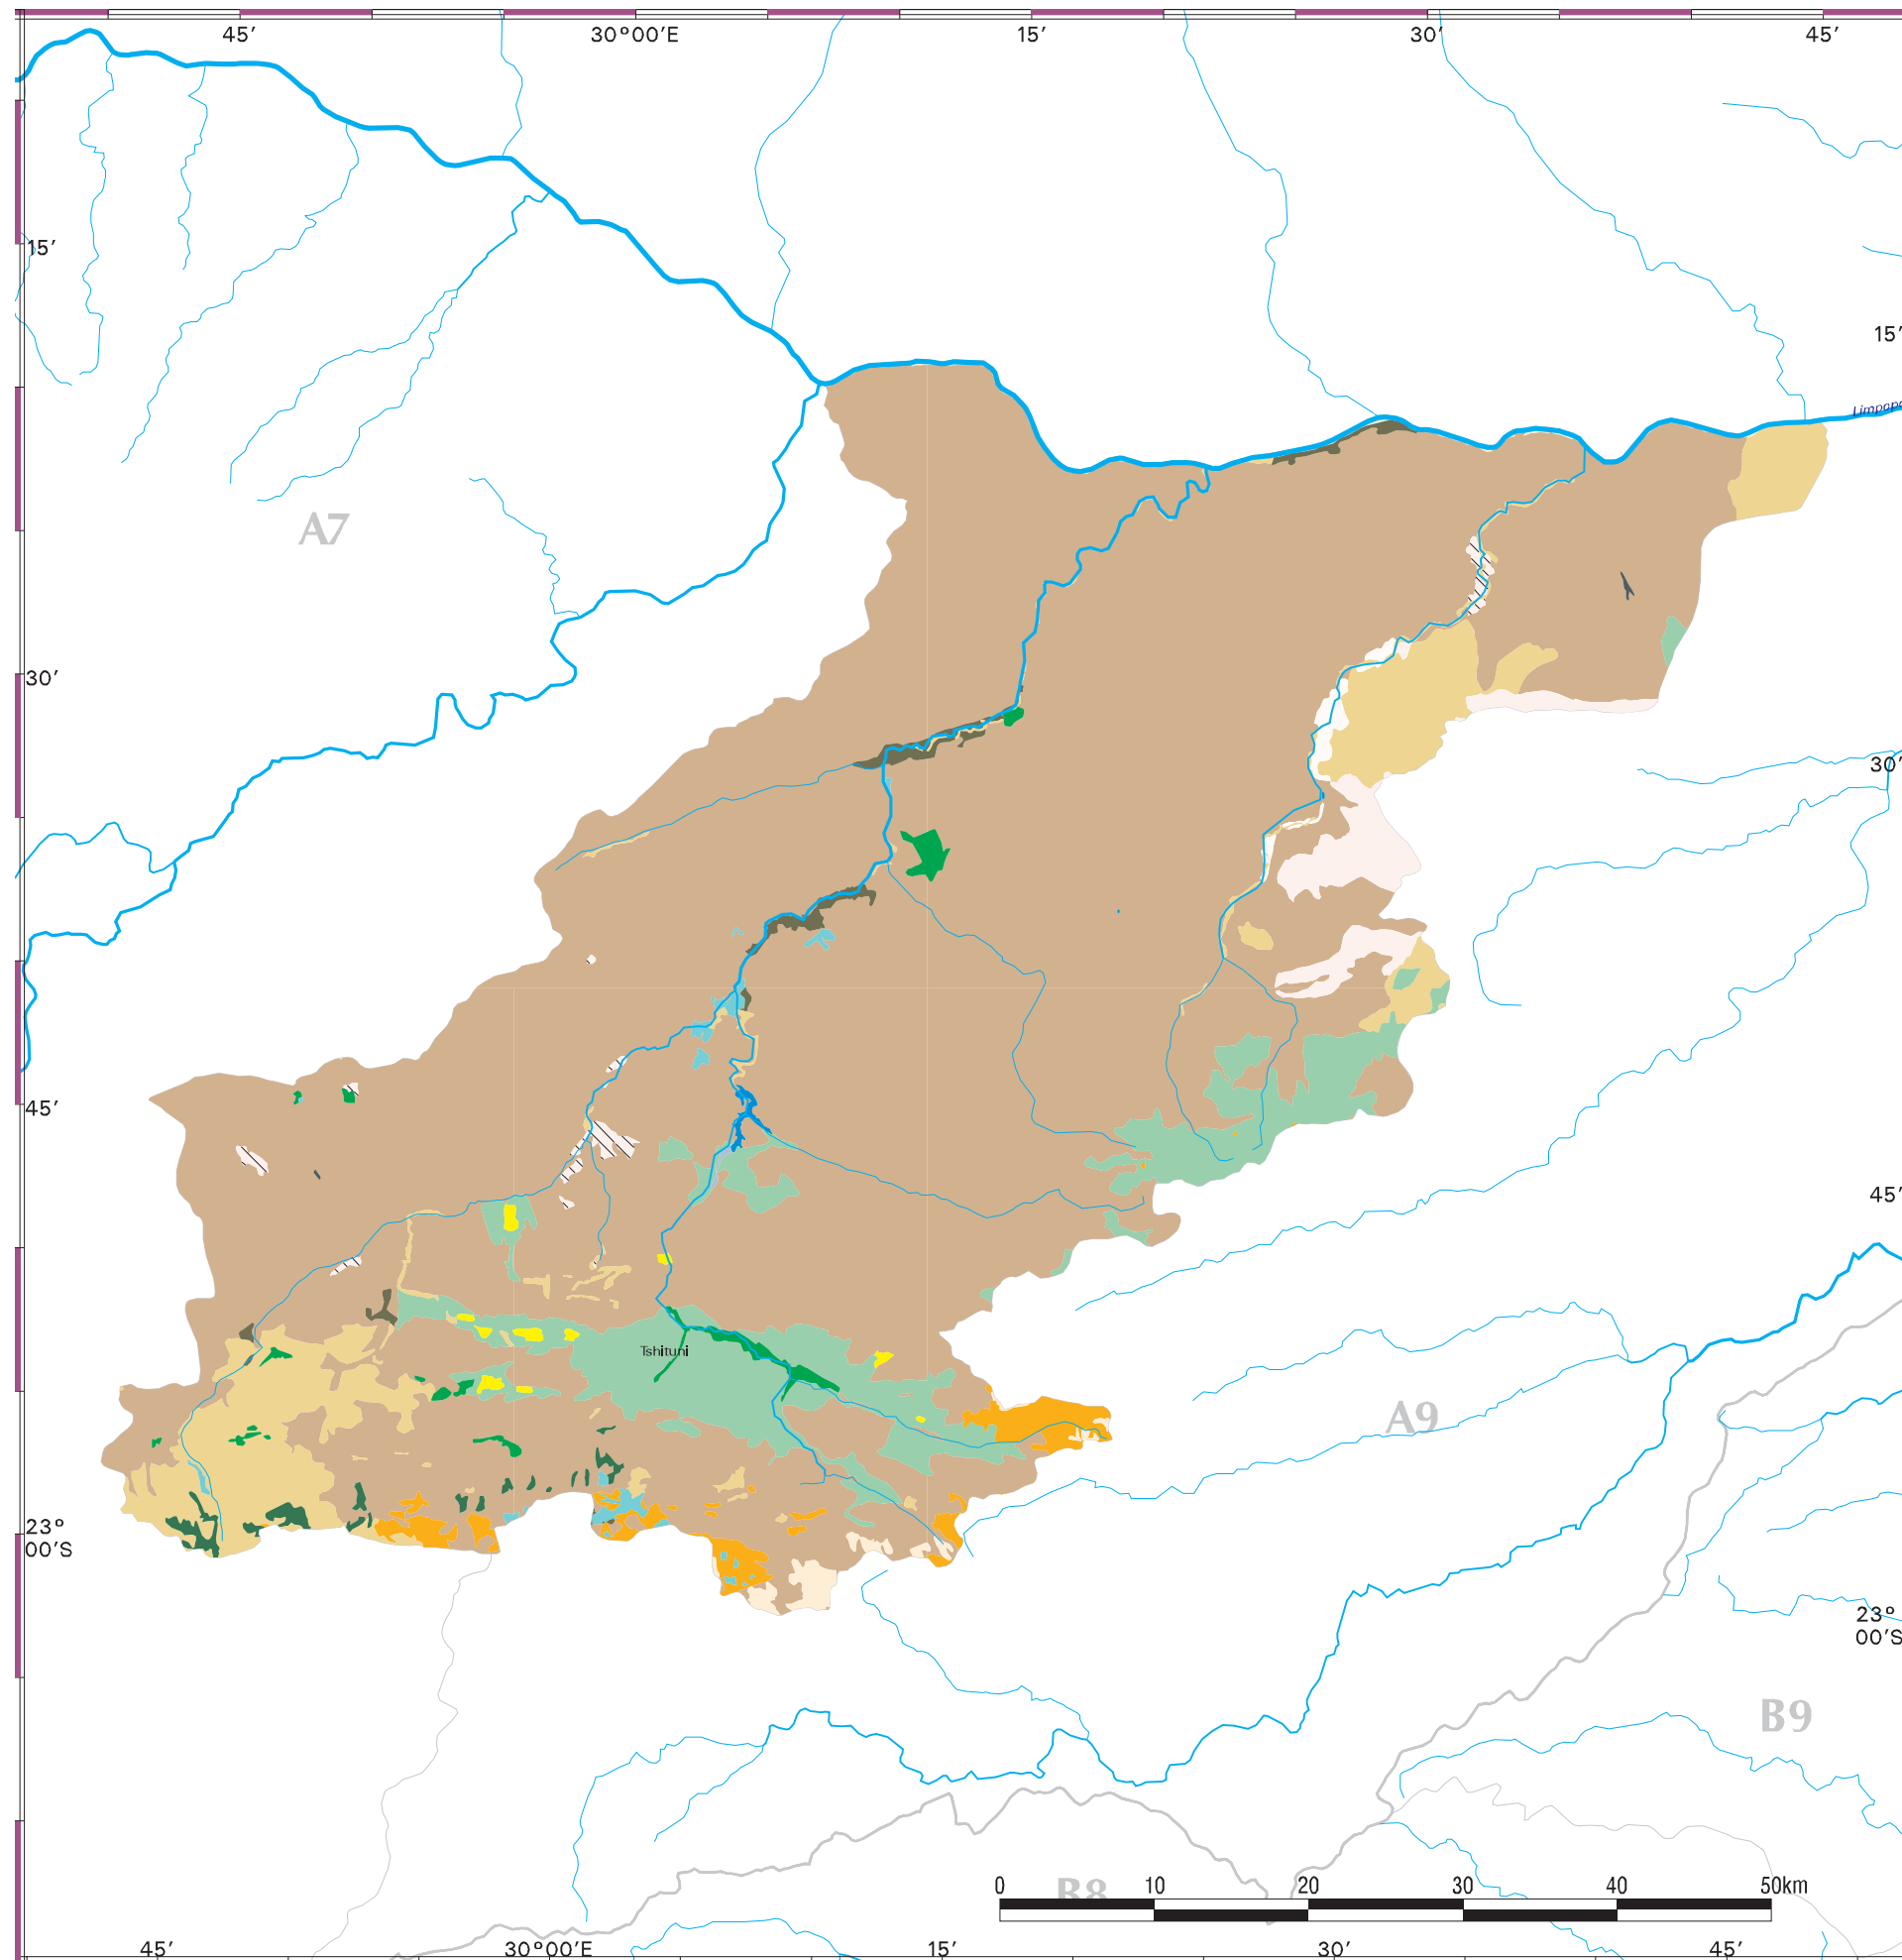 45′ 30°00′E 15′ 30′ 45′
15′
15′
Limpopo
A7
30′
30′
45′
45′
Tshituni
A9
23°
00′S
23°
00′S
B9
B8
0 10 20 30 40 50km
45′ 30°00′E 15′ 30′ 45′